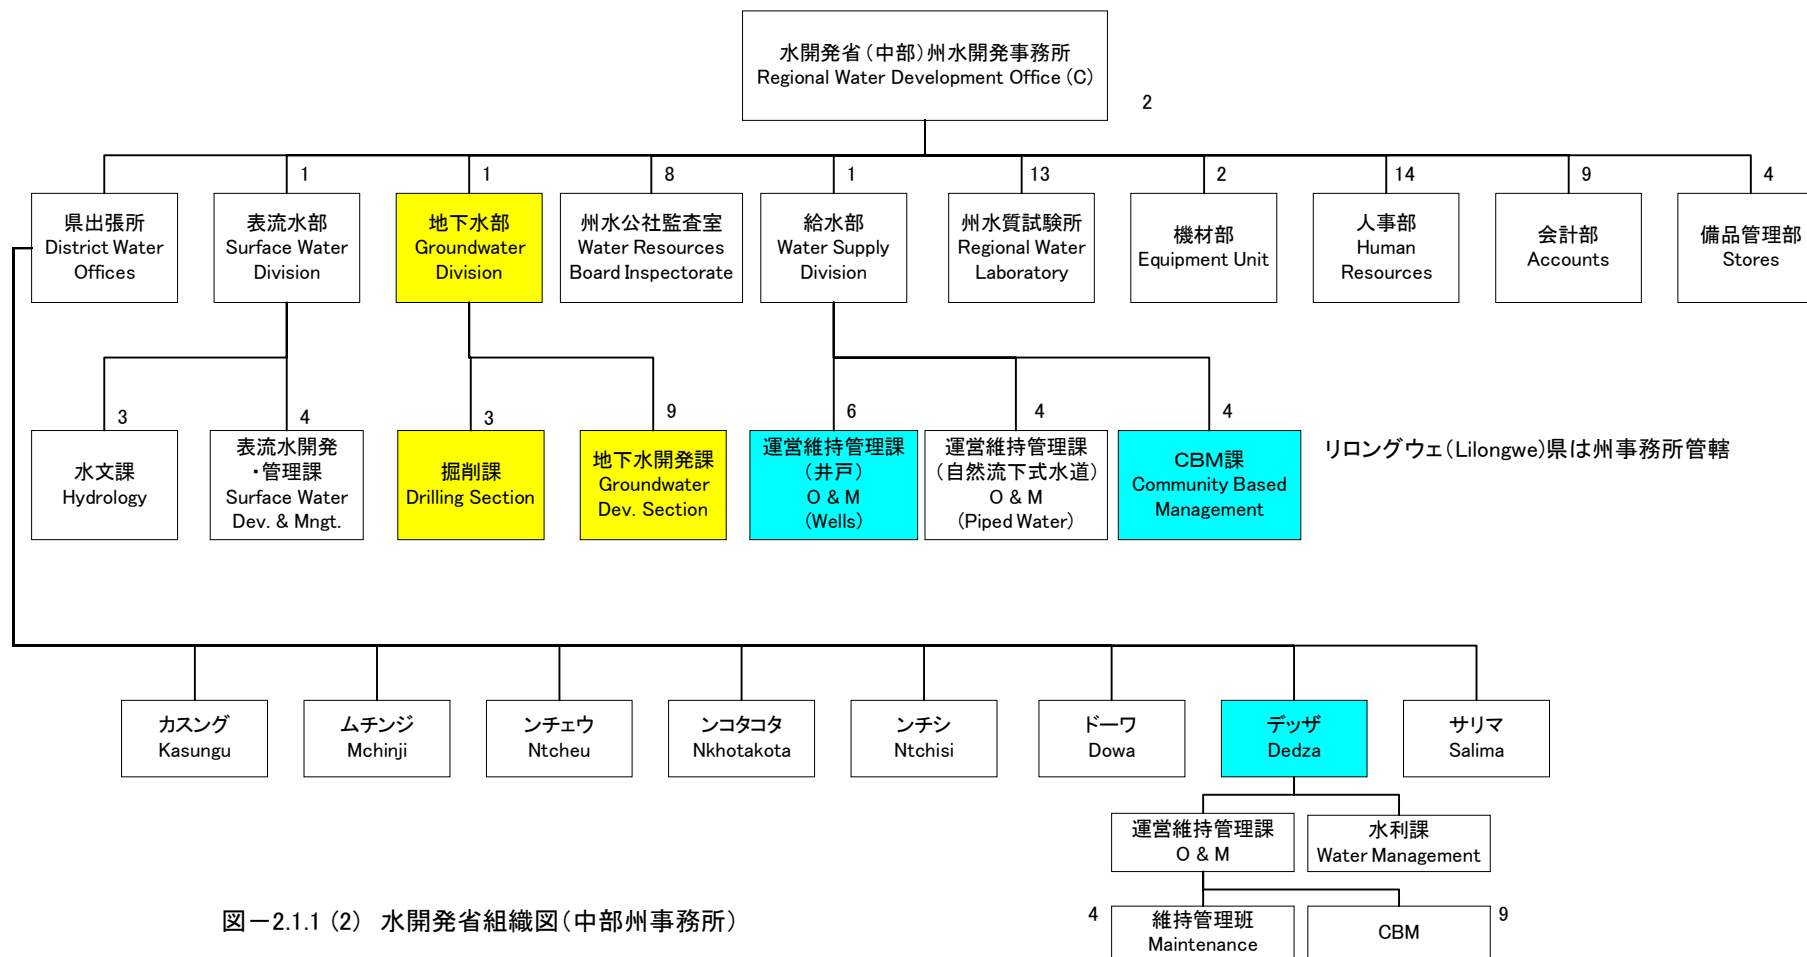 水開発省(中部)州水開発事務所
Regional Water Development Office (C)
2
1
1
8
1
13
2
14
9
4
県出張所
District Water
Offices
表流水部
Surface Water
Division
地下水部
Groundwater
Division
州水公社監査室
Water Resources
Board Inspectorate
給水部
Water Supply
Division
州水質試験所
Regional Water
Laboratory
機材部
Equipment Unit
人事部
Human
Resources
会計部
Accounts
備品管理部
Stores
3
4
3
9
6
4
4
水文課
Hydrology
表流水開発
・管理課
Surface Water
Dev. & Mngt.
掘削課
Drilling Section
地下水開発課
Groundwater
Dev. Section
運営維持管理課
(井戸)
O & M
(Wells)
運営維持管理課
(自然流下式水道)
O & M
(Piped Water)
CBM課
Community Based
Management
リロングウェ(Lilongwe)県は州事務所管轄
カスング
Kasungu
ムチンジ
Mchinji
ンチェウ
Ntcheu
ンコタコタ
Nkhotakota
ンチシ
Ntchisi
ドーワ
Dowa
デッザ
Dedza
サリマ
Salima
運営維持管理課
O & M
水利課
Water Management
4
維持管理班
Maintenance
CBM
9
図-2.1.1 (2) 水開発省組織図(中部州事務所)